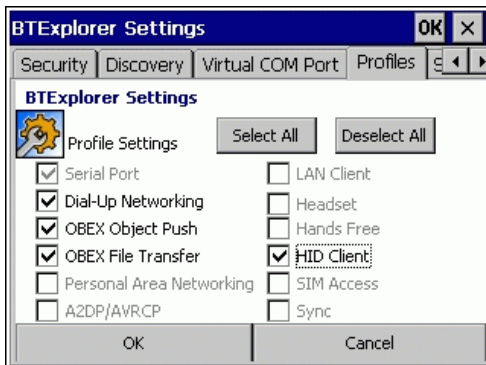 BTExplorer Settings OK ×
Security Discovery Virtual COM Port Profiles
BTExplorer Settings
Profile Settings Select All Deselect All
Serial Port LAN Client
Dial-Up Networking Headset
OBEX Object Push Hands Free
OBEX File Transfer HID Client
Personal Area Networking SIM Access
A2DP/AVRCP Sync
OK Cancel